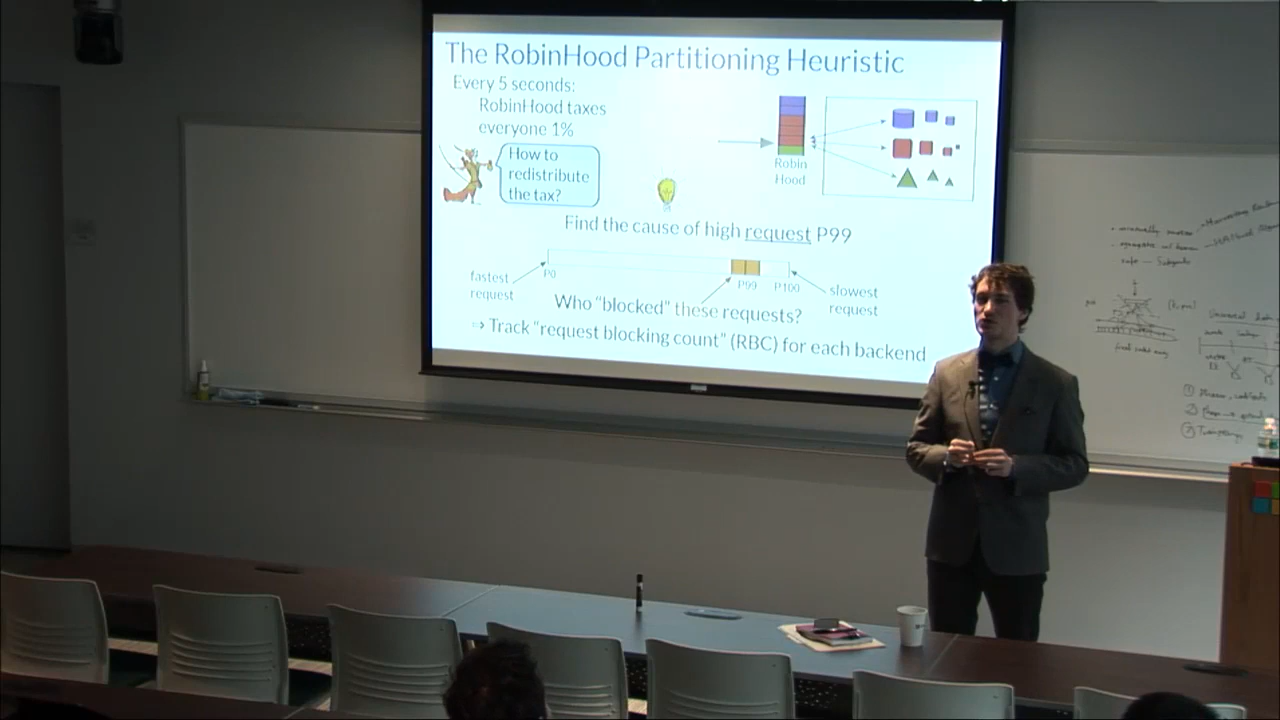 The RobinHood Partitioning Heuristic
Every 5 seconds:
RobinHood taxes
everyone 1%
How to
redistribute
the tax?
Robin
Hood
Find the cause of high request P99
fastest
request
P0
P99
P100
slowest
request
Who "blocked" these requests?
⇒ Track "request blocking count" (RBC) for each backend